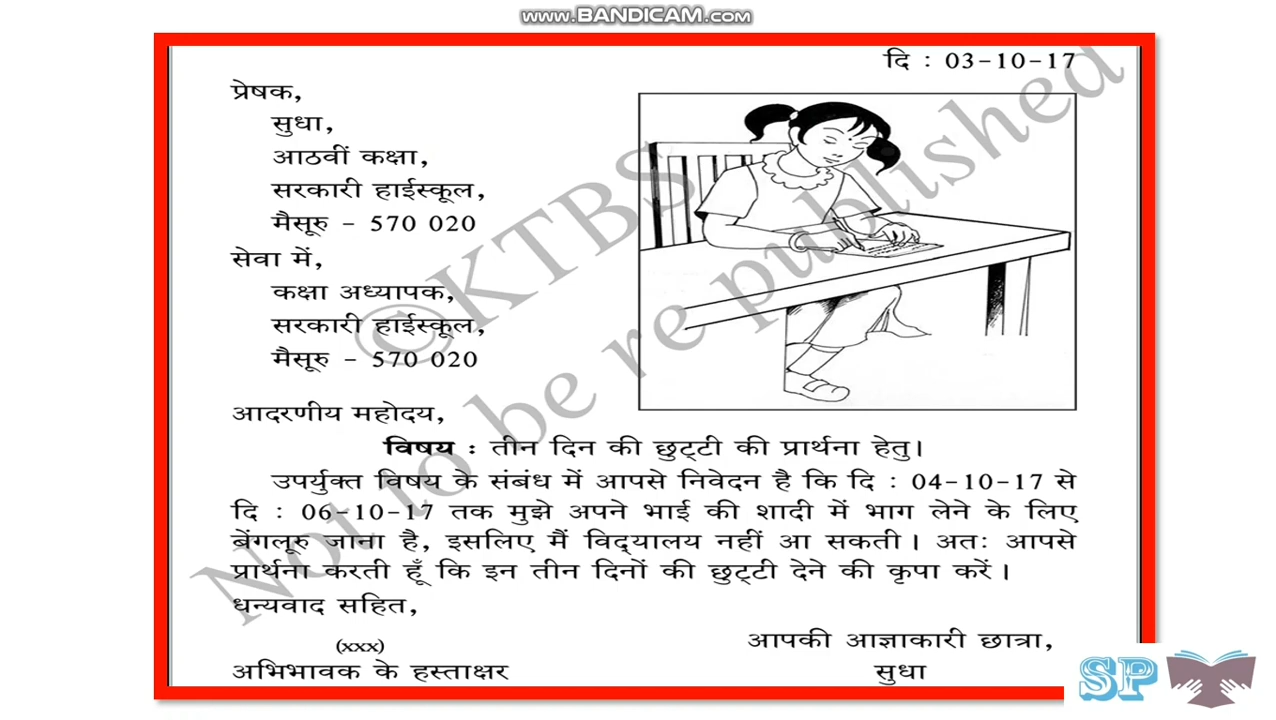 www.BANDICAM.com
दि : 03-10-17
प्रेषक,
सुधा,
आठवीं कक्षा,
सरकारी हाईस्कूल,
मैसूरु - 570 020
सेवा में,
कक्षा अध्यापक,
सरकारी हाईस्कूल,
मैसूरु - 570 020
आदरणीय महोदय,
विषय : तीन दिन की छुट्टी की प्रार्थना हेतु।
उपर्युक्त विषय के संबंध में आपसे निवेदन है कि दि : 04-10-17 से
दि : 06-10-17 तक मुझे अपने भाई की शादी में भाग लेने के लिए
बेंगलूरु जाना है, इसलिए मैं विद्यालय नहीं आ सकती। अतः आपसे
प्रार्थना करती हूँ कि इन तीन दिनों की छुट्टी देने की कृपा करें।
धन्यवाद सहित,
आपकी आज्ञाकारी छात्रा,
(xxx)
अभिभावक के हस्ताक्षर
सुधा
©KTBS
Not to be re published
SP